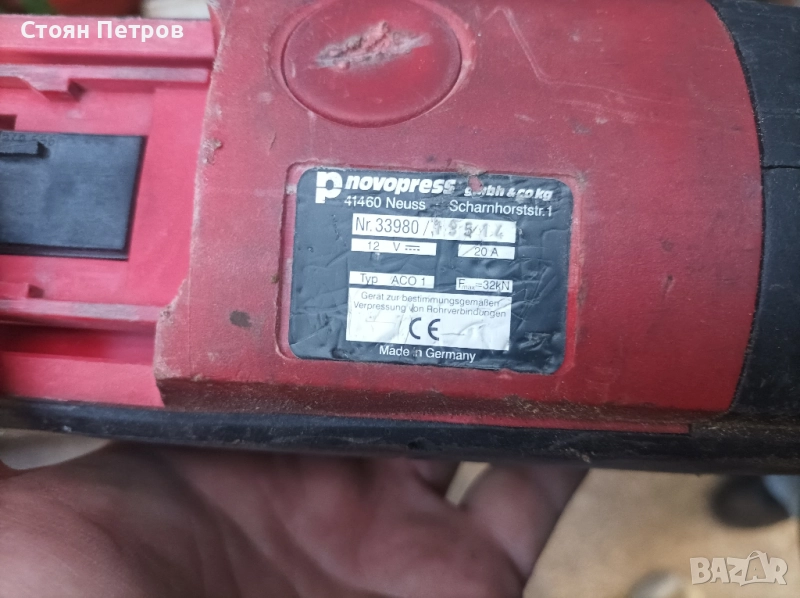 Стоян Петров
novopress gmbh & co kg
41460 Neuss - Scharnhorststr.1
Nr. 33980/
12 V ⎓ 20 A
Typ ACO 1 Fmax=32kN
Gerät zur bestimmungsgemäßen
Verpressung von Rohrverbindungen
CE
Made in Germany
BAZAR